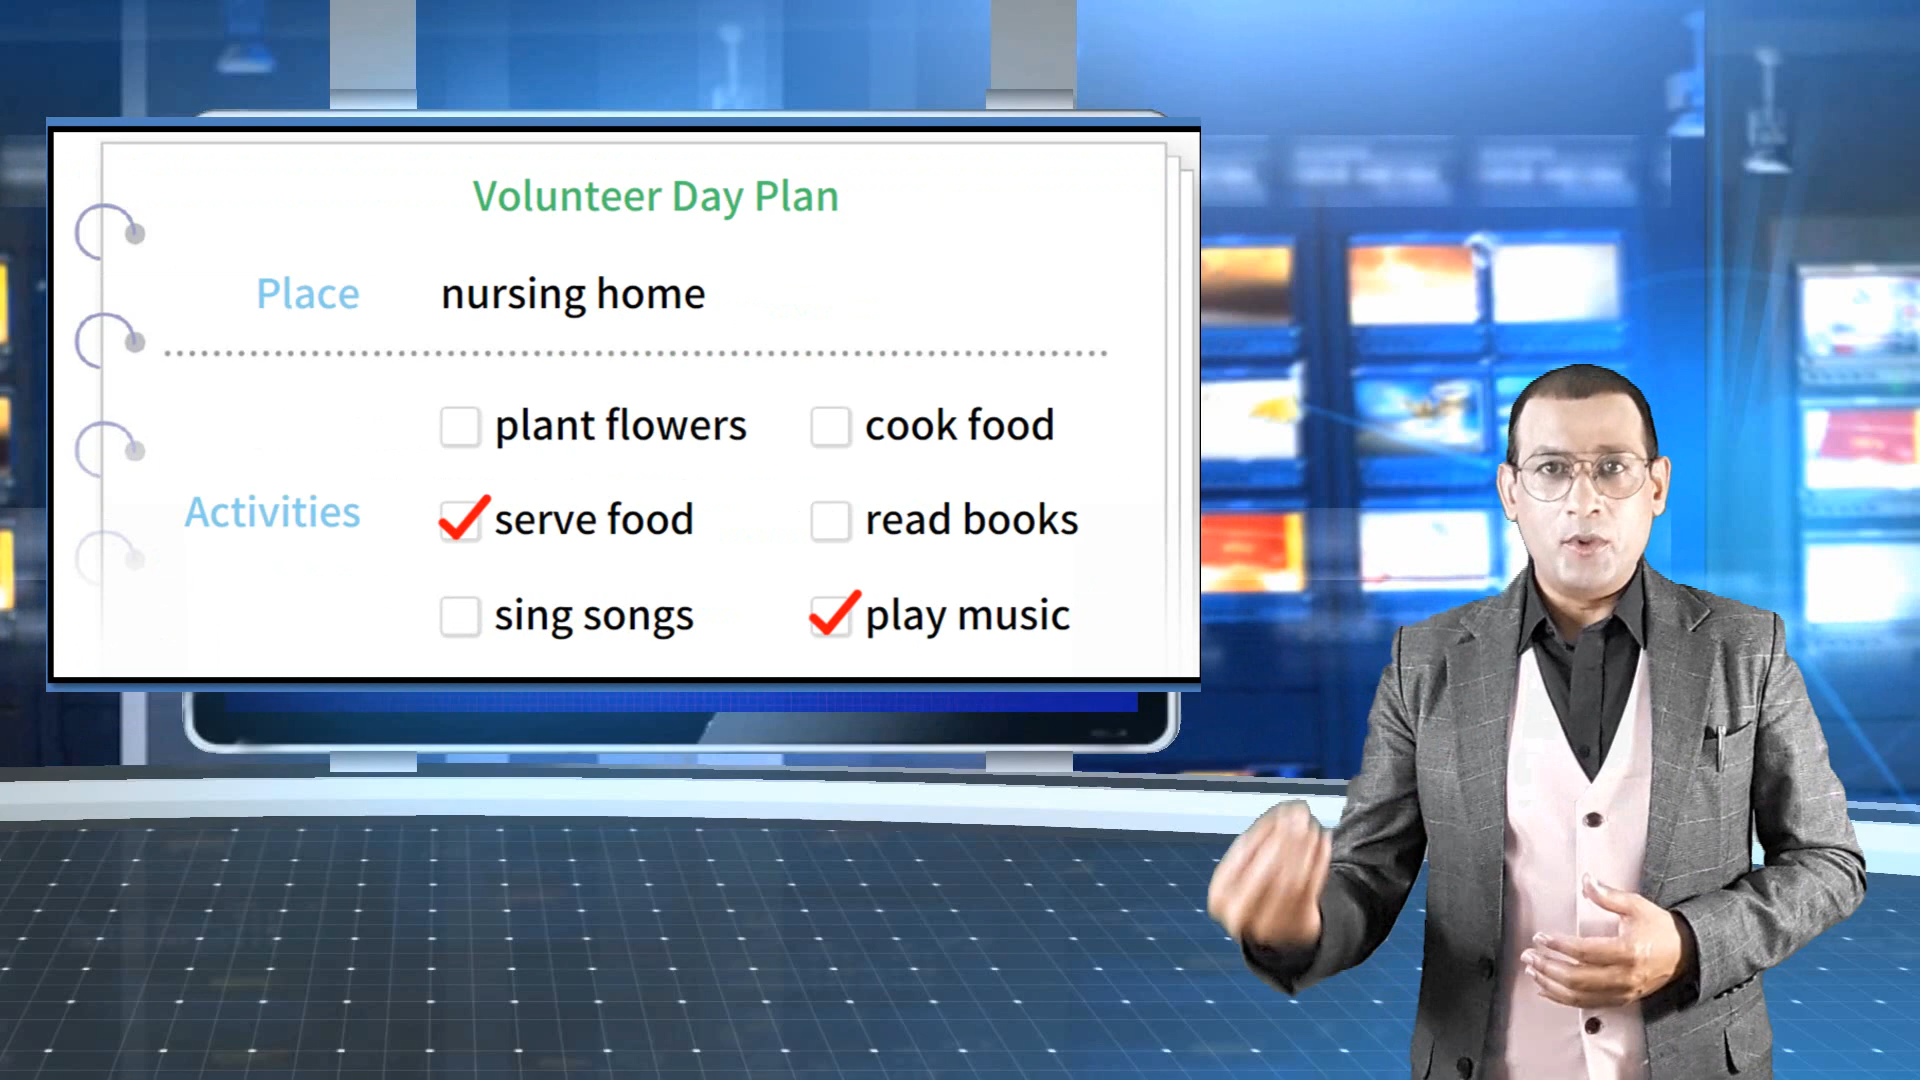 Volunteer Day Plan
Place nursing home
plant flowers cook food
Activities serve food read books
sing songs play music